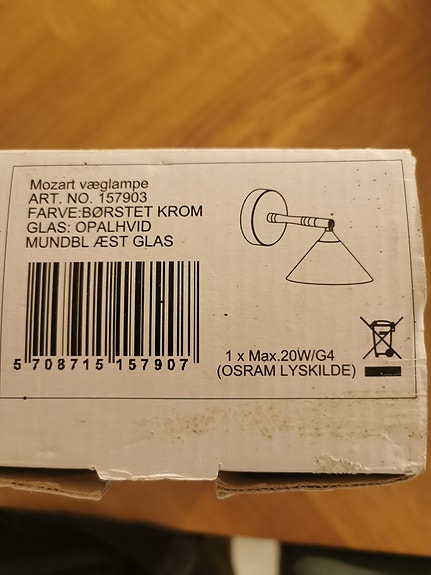 Mozart væglampe
ART. NO. 157903
FARVE:BØRSTET KROM
GLAS: OPALHVID
MUNDBL ÆST GLAS
5 708715 157907
1 x Max.20W/G4
(OSRAM LYSKILDE)